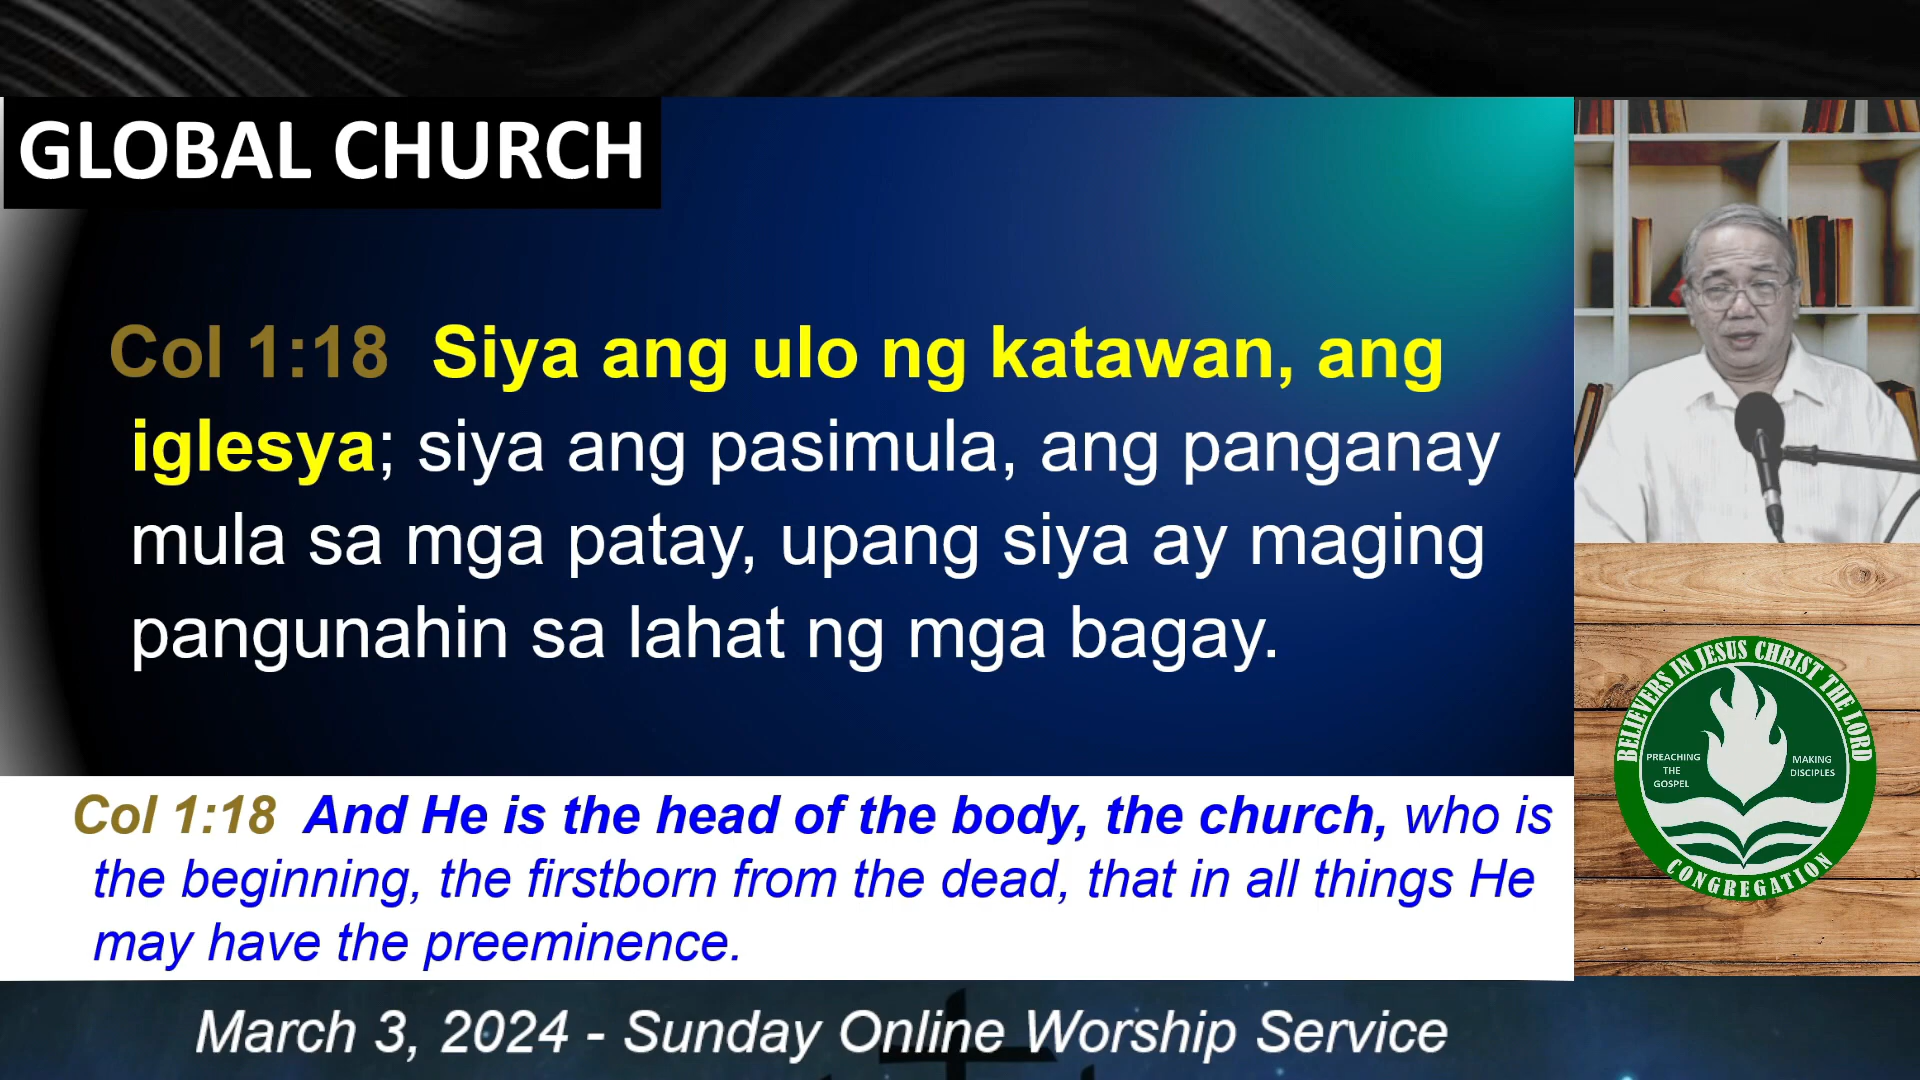 GLOBAL CHURCH
Col 1:18 Siya ang ulo ng katawan, ang
iglesya; siya ang pasimula, ang panganay
mula sa mga patay, upang siya ay maging
pangunahin sa lahat ng mga bagay.
Col 1:18 And He is the head of the body, the church, who is
the beginning, the firstborn from the dead, that in all things He
may have the preeminence.
March 3, 2024 - Sunday Online Worship Service
BELIEVERS IN JESUS CHRIST THE LORD
PREACHING
THE
GOSPEL
MAKING
DISCIPLES
CONGREGATION